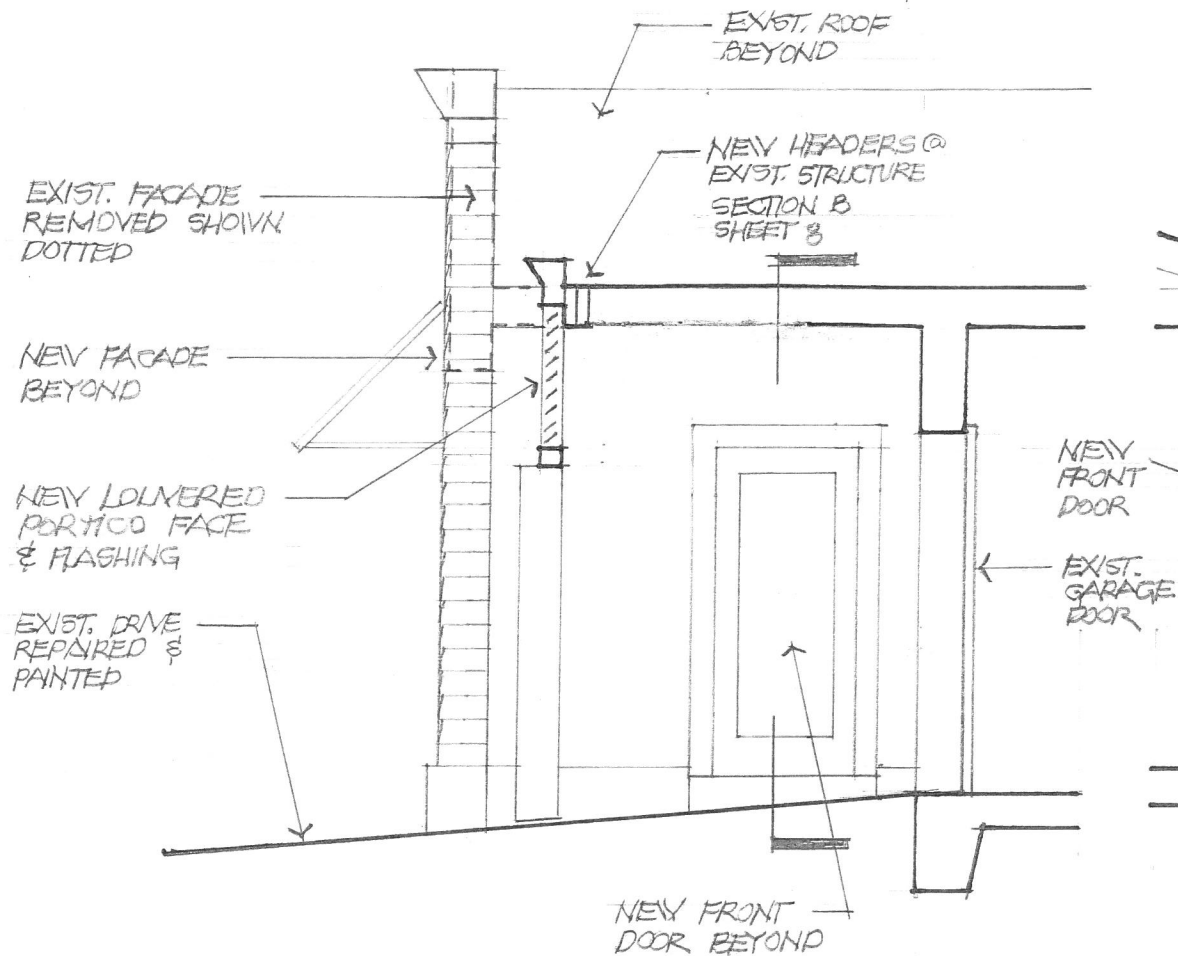 EXIST. ROOF
BEYOND
NEW HEADERS @
EXIST. STRUCTURE
SECTION B
SHEET 8
EXIST. FACADE
REMOVED SHOWN
DOTTED
NEW FACADE
BEYOND
NEW LOUVERED
PORTICO FACE
& FLASHING
EXIST. DRIVE
REPAIRED &
PAINTED
NEW
FRONT
DOOR
EXIST.
GARAGE
DOOR
NEW FRONT
DOOR BEYOND